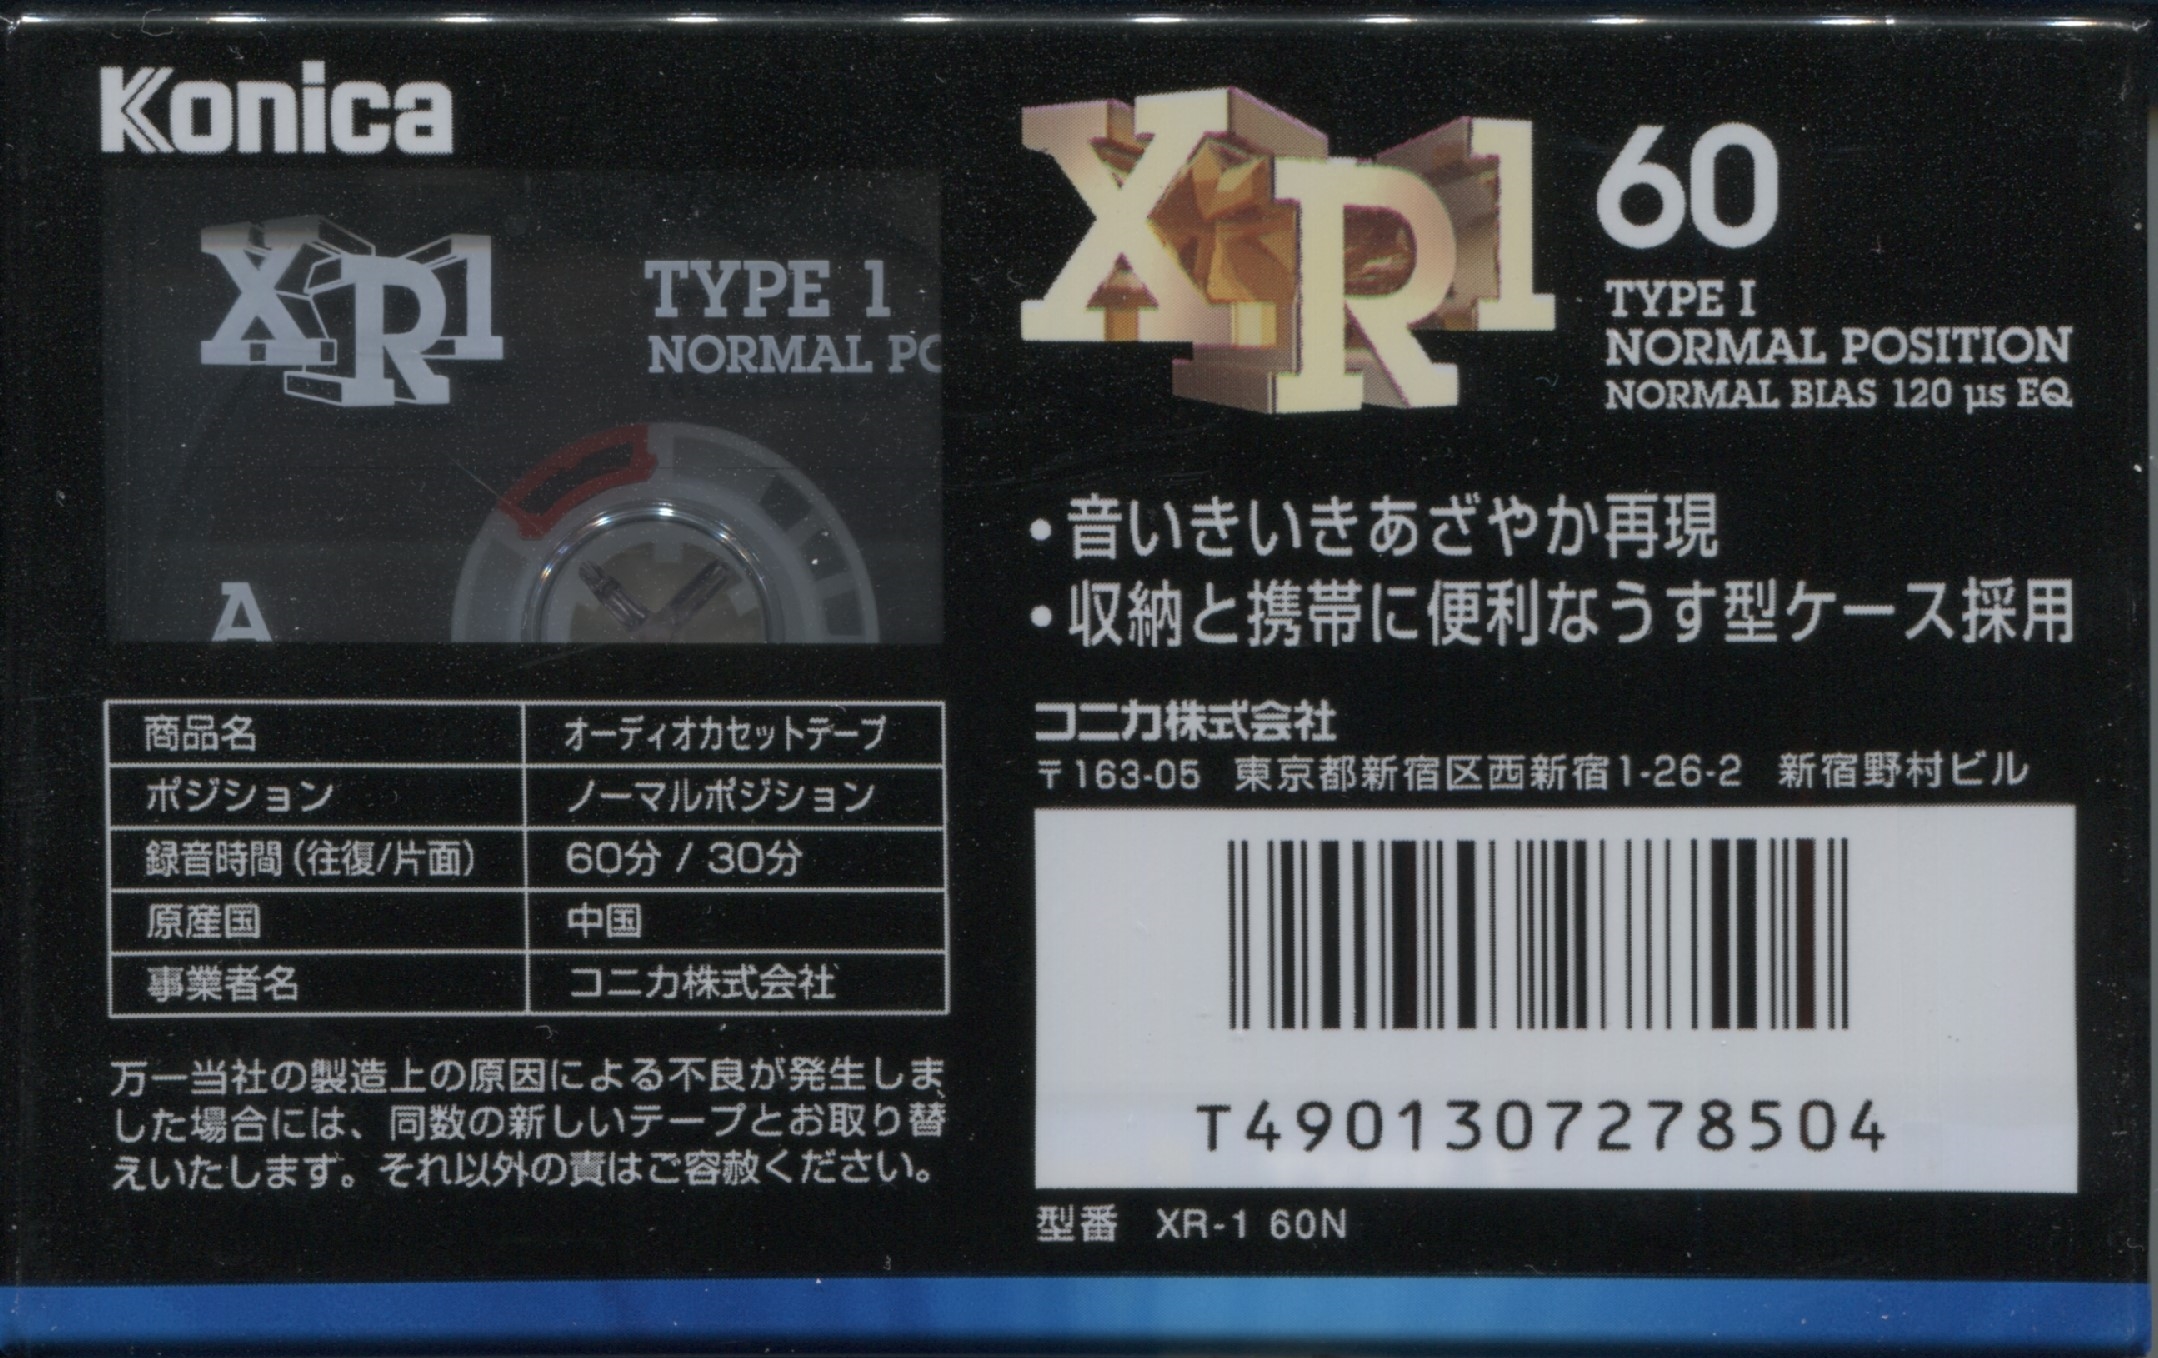 Konica
XR1
TYPE 1
NORMAL PO
A
商品名 オーディオカセットテープ
ポジション ノーマルポジション
録音時間(往復/片面) 60分 / 30分
原産国 中国
事業者名 コニカ株式会社
万一当社の製造上の原因による不良が発生しま
した場合には、同数の新しいテープとお取り替
えいたします。それ以外の責はご容赦ください。
XR1 60
TYPE I
NORMAL POSITION
NORMAL BIAS 120 µs EQ
・音いきいきあざやか再現
・収納と携帯に便利なうす型ケース採用
コニカ株式会社
〒163-05 東京都新宿区西新宿1-26-2 新宿野村ビル
T4901307278504
型番 XR-1 60N